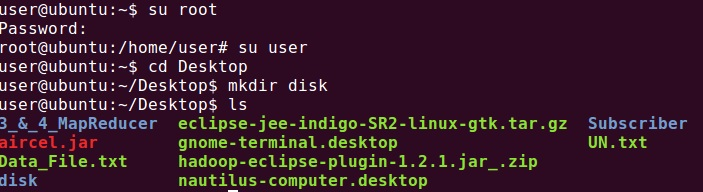 user@ubuntu:~$ su root
Password:
root@ubuntu:/home/user# su user
user@ubuntu:~$ cd Desktop
user@ubuntu:~/Desktop$ mkdir disk
user@ubuntu:~/Desktop$ ls
3_&_4_MapReducer eclipse-jee-indigo-SR2-linux-gtk.tar.gz Subscriber
aircel.jar gnome-terminal.desktop UN.txt
Data_File.txt hadoop-eclipse-plugin-1.2.1.jar_.zip
disk nautilus-computer.desktop